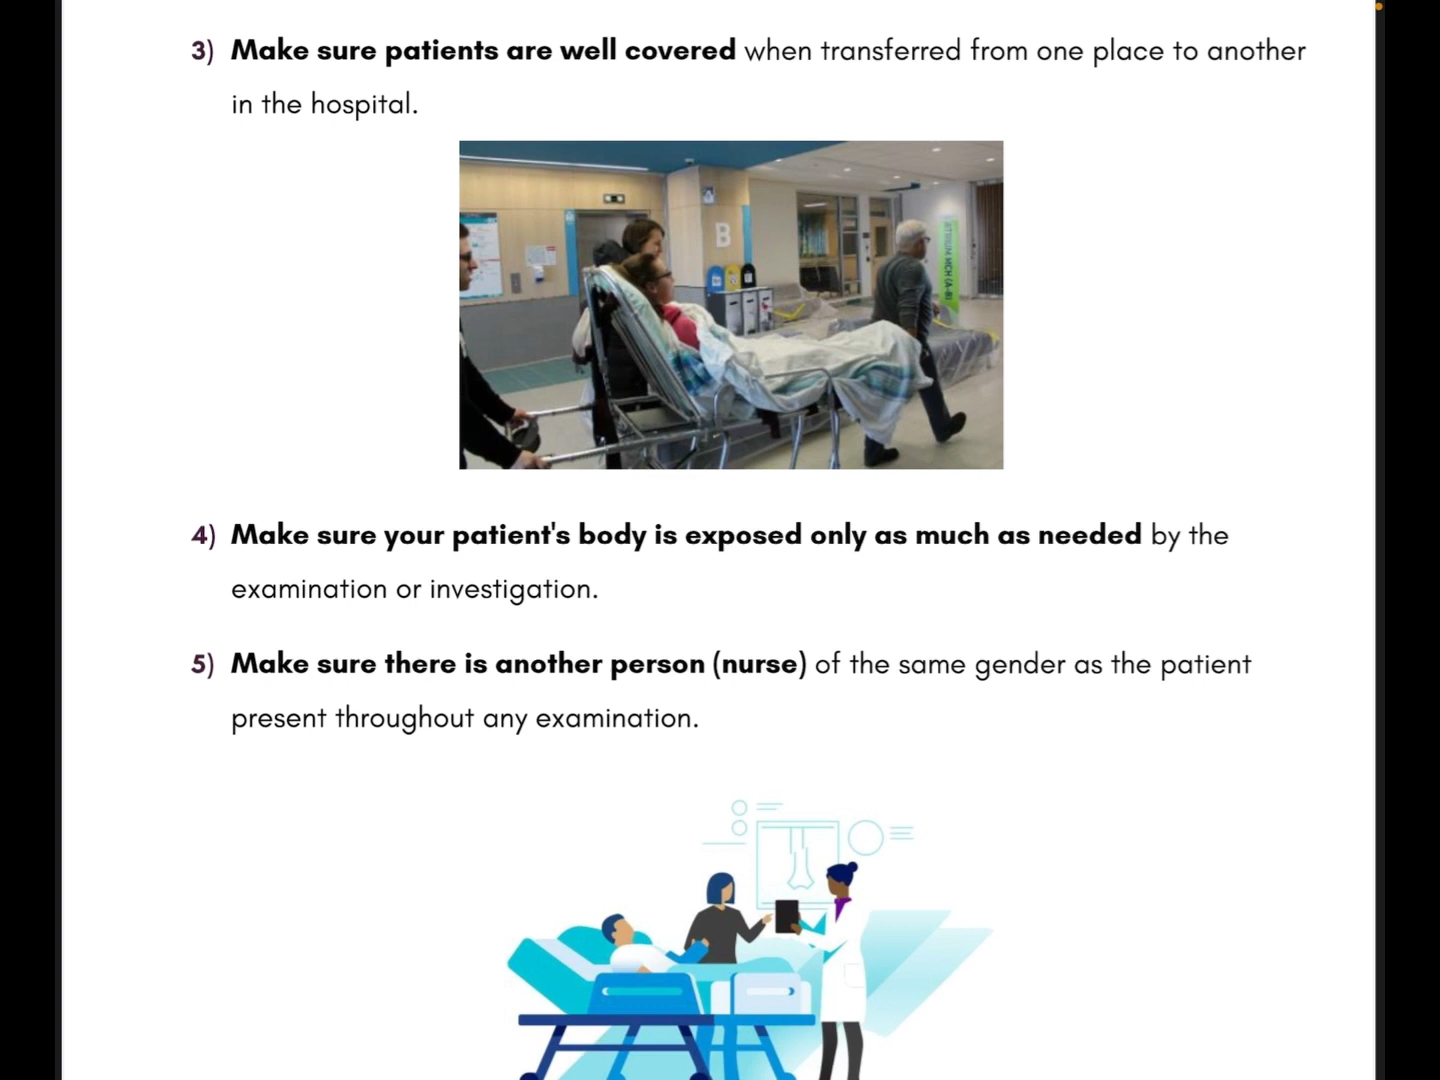 3) Make sure patients are well covered when transferred from one place to another
in the hospital.
B
ATRIUM MCH (A-B)
4) Make sure your patient's body is exposed only as much as needed by the
examination or investigation.
5) Make sure there is another person (nurse) of the same gender as the patient
present throughout any examination.